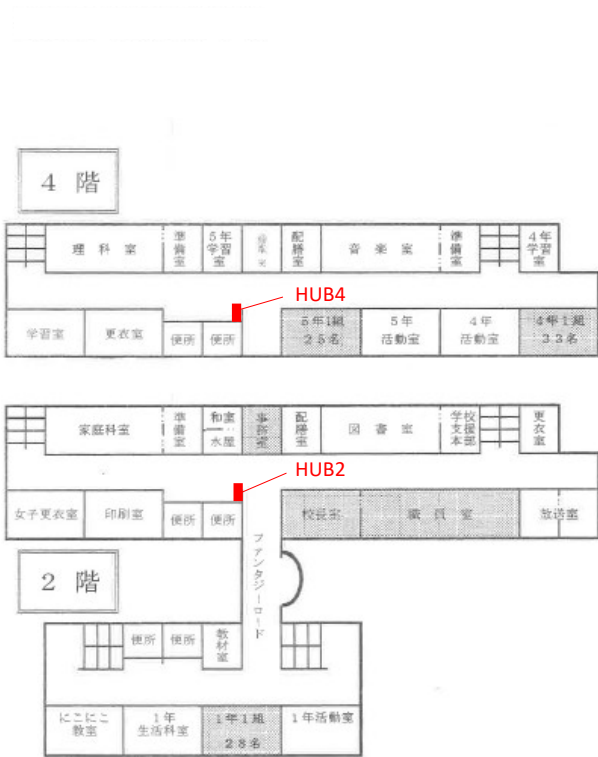 4 階
理 科 室
準備室
5年学習室
配膳室
音 楽 室
準備室
4年学習室
HUB4
学習室
更衣室
便所
便所
5年1組
25名
5年
活動室
4年
活動室
4年1組
33名
家庭科室
準備室
和室
水屋
事務室
配膳室
図 書 室
学校支援本部
更衣室
HUB2
女子更衣室
印刷室
便所
便所
校長室
職 員 室
放送室
ファンタジーロード
2 階
便所
便所
教材室
にこにこ
教室
1年
生活科室
1年1組
28名
1年活動室